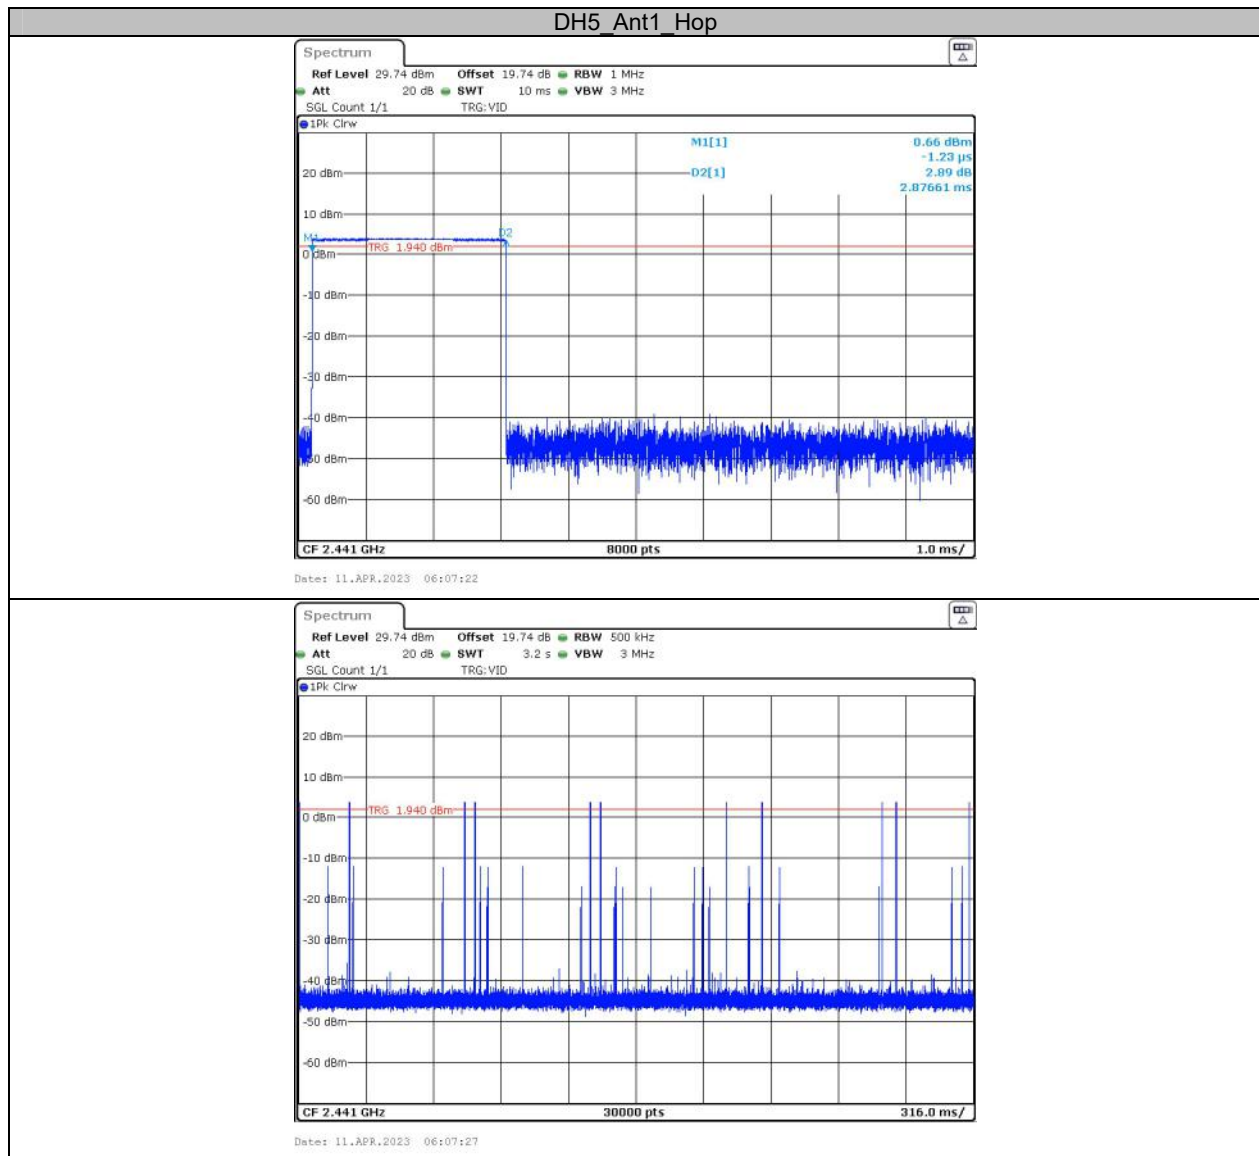 DH5_Ant1_Hop
Spectrum
Ref Level 29.74 dBm Offset 19.74 dB RBW 1 MHz
Att 20 dB SWT 10 ms VBW 3 MHz
SGL Count 1/1 TRG:VID
1Pk Clrw
M1[1] 0.66 dBm
-1.23 µs
20 dBm D2[1] 2.89 dB
2.87661 ms
10 dBm
M1 D2
TRG 1.940 dBm
0 dBm
-10 dBm
-20 dBm
-30 dBm
-40 dBm
-50 dBm
-60 dBm
CF 2.441 GHz 8000 pts 1.0 ms/
Date: 11.APR.2023 06:07:22
Spectrum
Ref Level 29.74 dBm Offset 19.74 dB RBW 500 kHz
Att 20 dB SWT 3.2 s VBW 3 MHz
SGL Count 1/1 TRG:VID
1Pk Clrw
20 dBm
10 dBm
TRG 1.940 dBm
0 dBm
-10 dBm
-20 dBm
-30 dBm
-40 dBm
-50 dBm
-60 dBm
CF 2.441 GHz 30000 pts 316.0 ms/
Date: 11.APR.2023 06:07:27